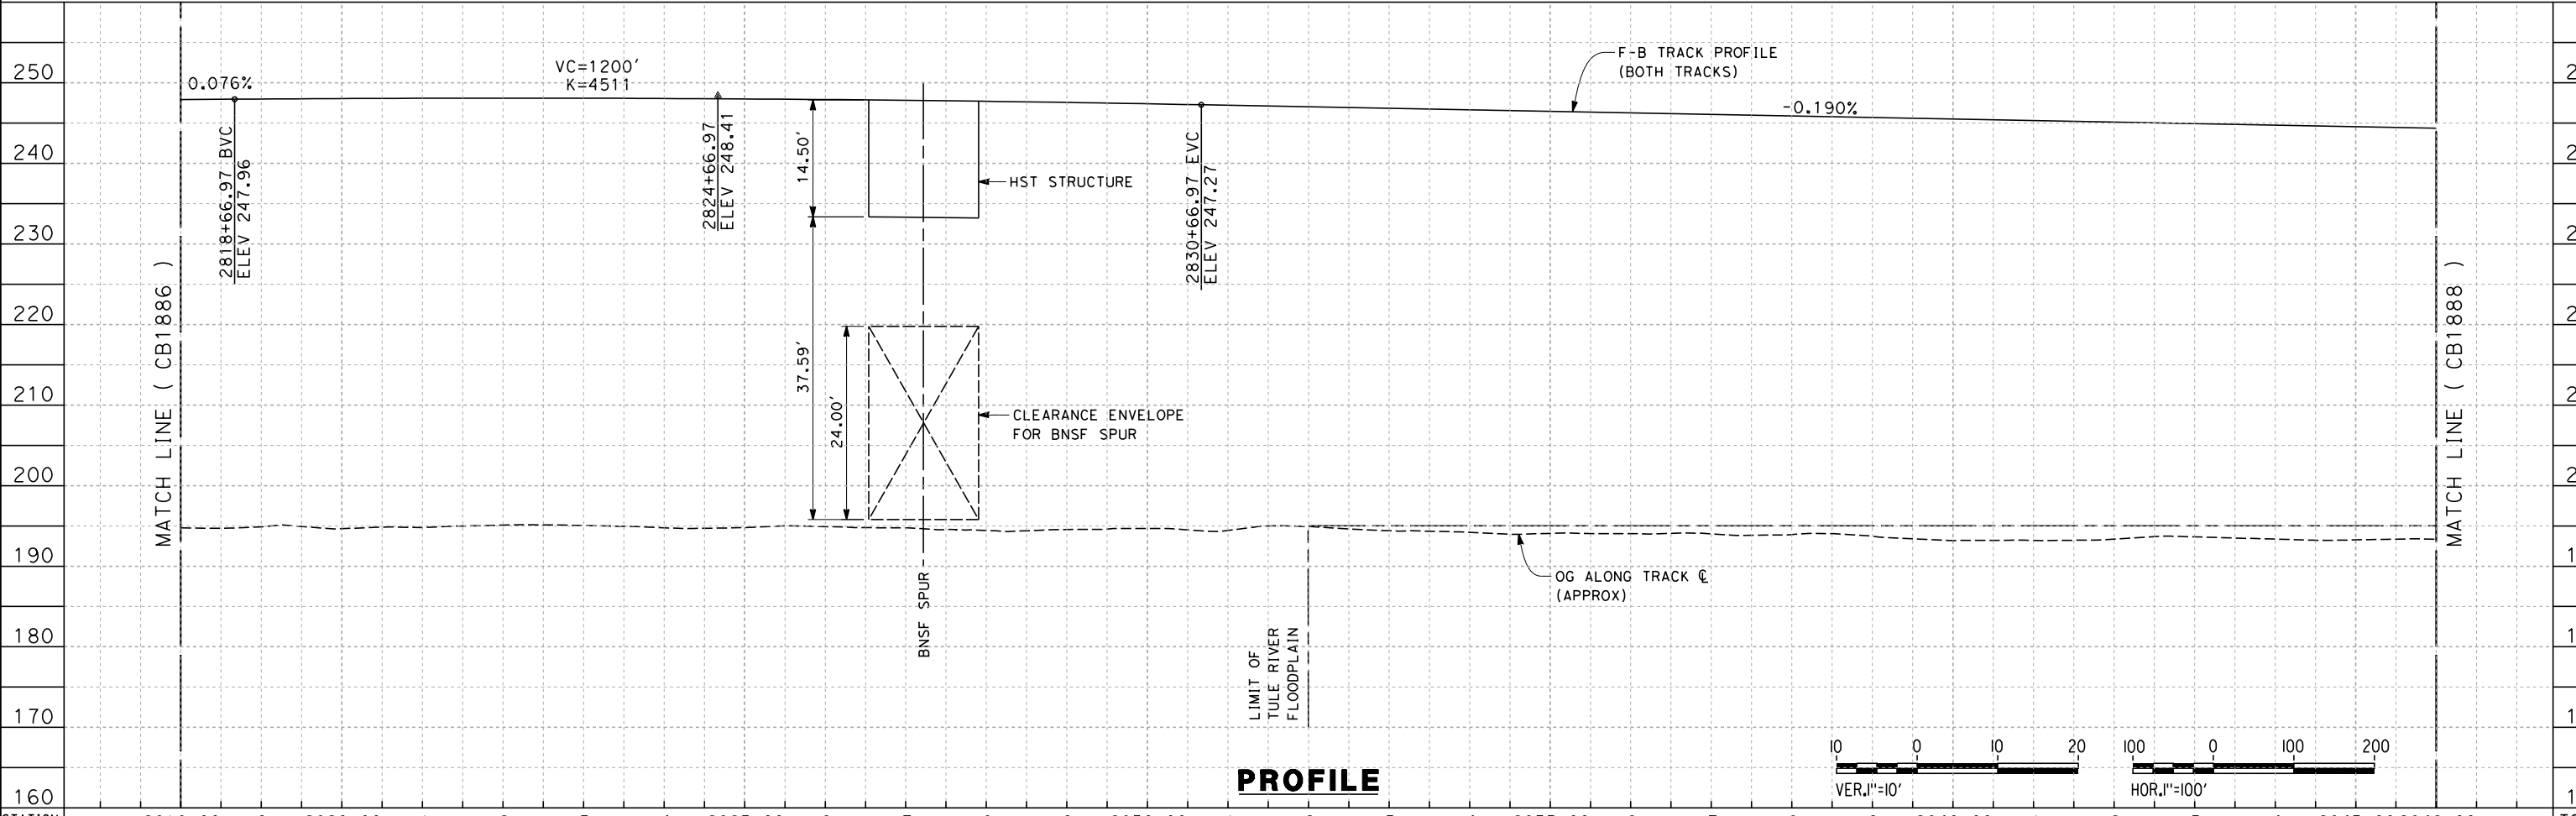 250
240
230
220
210
200
190
180
170
160
MATCH LINE ( CB1886 )
0.076%
2818+66.97 BVC
ELEV 247.96
VC=1200'
K=4511
2824+66.97
ELEV 248.41
14.50'
37.59'
24.00'
HST STRUCTURE
CLEARANCE ENVELOPE
FOR BNSF SPUR
BNSF SPUR
2830+66.97 EVC
ELEV 247.27
F-B TRACK PROFILE
(BOTH TRACKS)
-0.190%
OG ALONG TRACK ℄
(APPROX)
LIMIT OF
TULE RIVER
FLOODPLAIN
MATCH LINE ( CB1888 )
PROFILE
10 0 10 20
VER.1"=10'
100 0 100 200
HOR.1"=100'